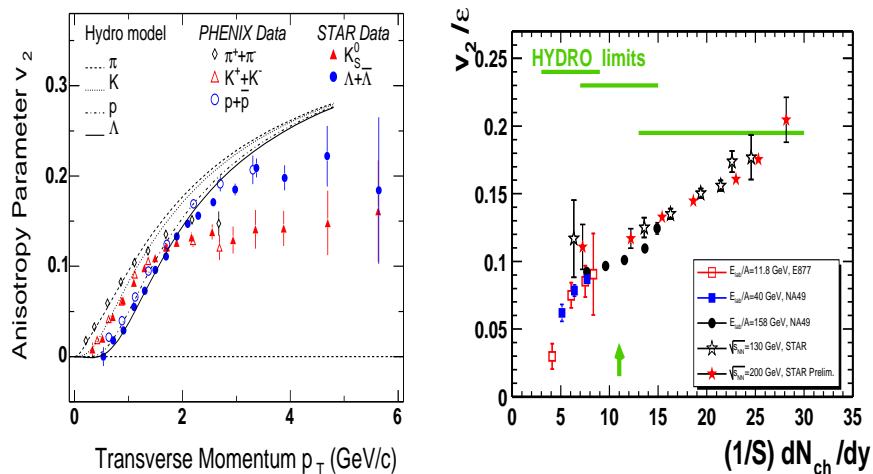 Hydro model
π
K
p
Λ
PHENIX Data
π⁺+π⁻
K⁺+K⁻
p+p̄
STAR Data
K⁰_S
Λ+Λ̄
Anisotropy Parameter v₂
0.3
0.2
0.1
0
0 2 4 6
Transverse Momentum p_T (GeV/c)
v₂/ε
HYDRO limits
0.25
0.2
0.15
0.1
0.05
0
E_lab/A=11.8 GeV, E877
E_lab/A=40 GeV, NA49
E_lab/A=158 GeV, NA49
√s_NN=130 GeV, STAR
√s_NN=200 GeV, STAR Prelim.
0 5 10 15 20 25 30 35
(1/S) dN_ch/dy